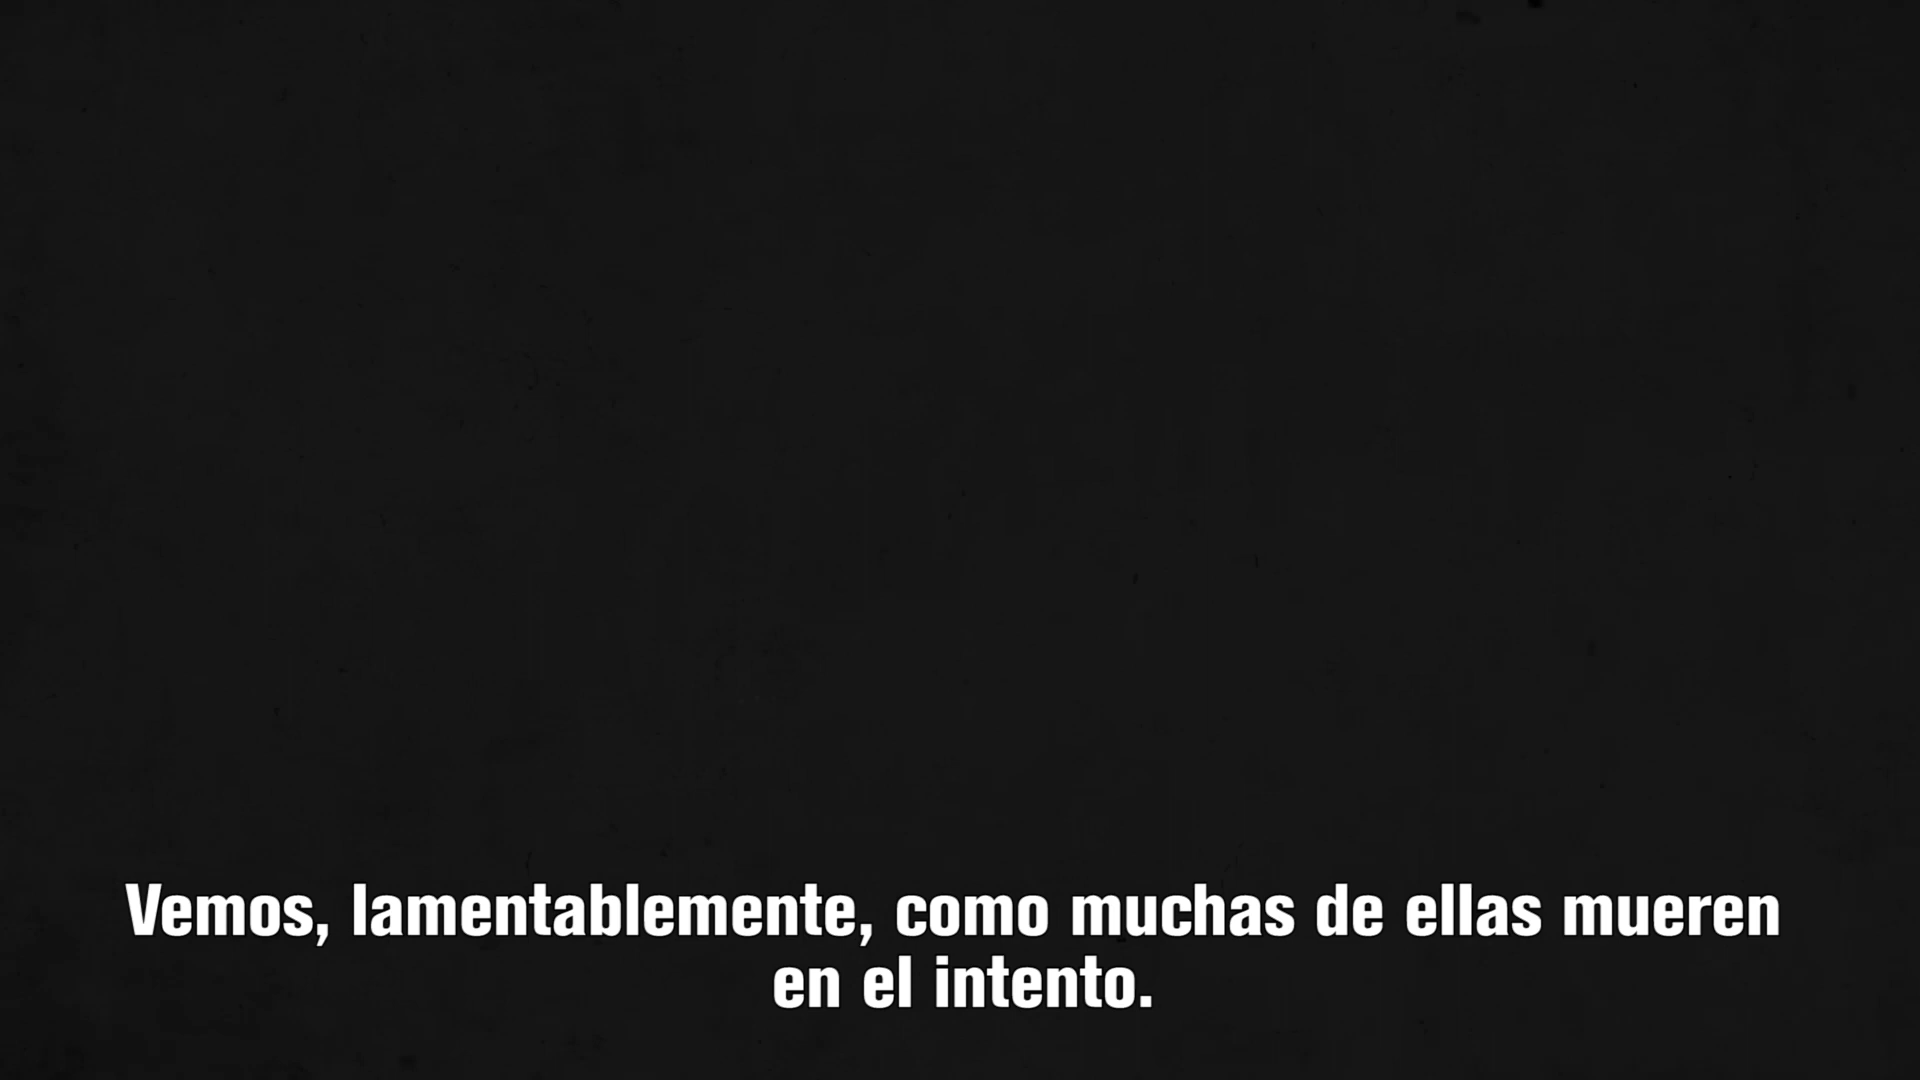 Vemos, lamentablemente, como muchas de ellas mueren
en el intento.